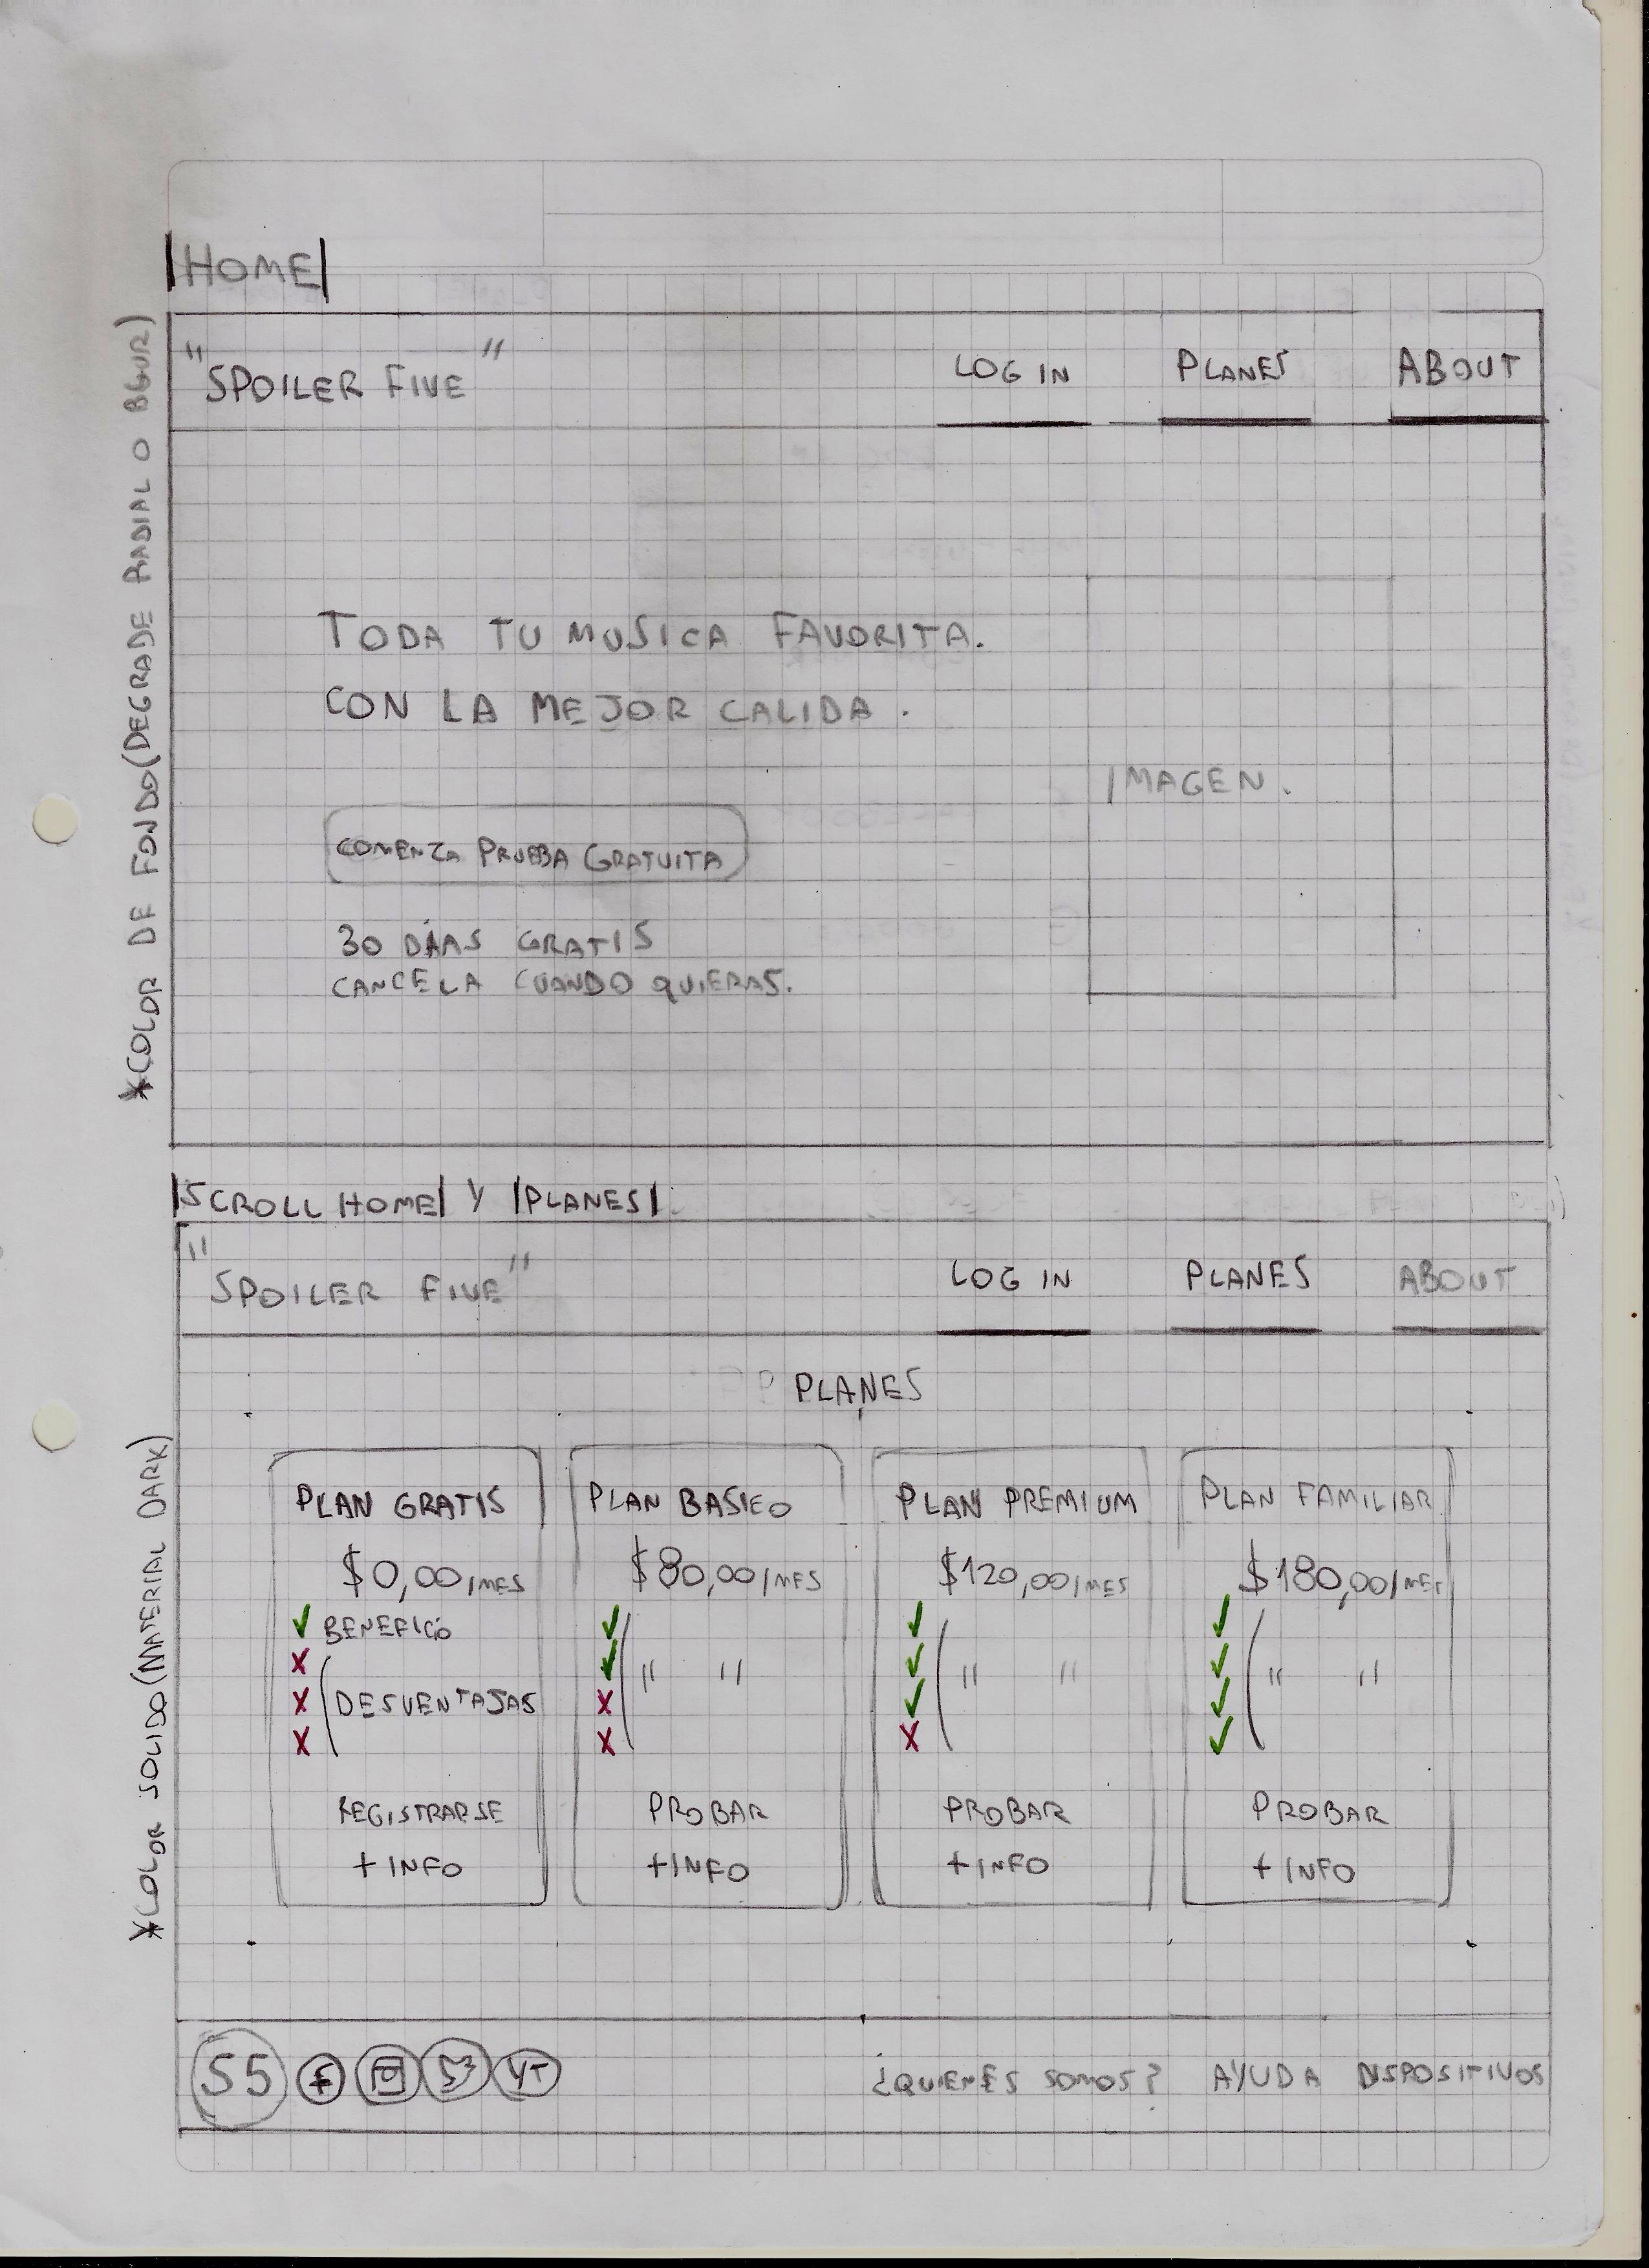 |HOME|
"SPOILER FIVE" LOG IN PLANES ABOUT
*COLOR DE FONDO(DEGRADE RADIAL O BGUR)
TODA TU MUSICA FAVORITA.
CON LA MEJOR CALIDA.
IMAGEN.
COMENZA PRUEBA GRATUITA
30 DÍAS GRATIS
CANCELA CUANDO QUIERAS.
|SCROLL HOME| Y |PLANES|.
"SPOILER FIVE" LOG IN PLANES ABOUT
*COLOR SOLIDO(MATERIAL DARK)
PLANES
PLAN GRATIS
$0,00/MES
✓ BENEFICIO
X
X DESVENTAJAS
X
REGISTRARSE
+ INFO
PLAN BASICO
$80,00/MES
✓
✓ " "
X
X
PROBAR
+ INFO
PLAN PREMIUM
$120,00/MES
✓
✓ " "
✓
X
PROBAR
+ INFO
PLAN FAMILIAR
$180,00/MES
✓
✓ " "
✓
✓
PROBAR
+ INFO
S5 f YT ¿QUIENES SOMOS? AYUDA DISPOSITIVOS